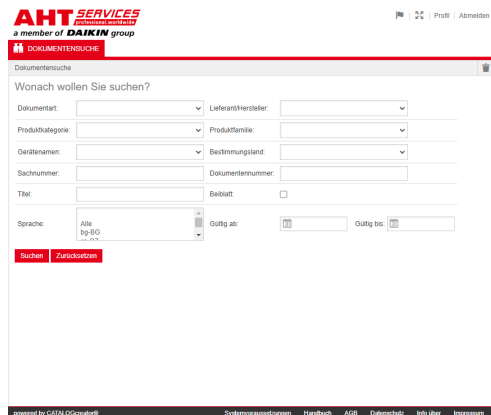 AHT SERVICES
professional.worldwide
a member of DAIKIN group
Profil Abmelden
DOKUMENTENSUCHE
Dokumentensuche
Wonach wollen Sie suchen?
Dokumentart: Lieferant/Hersteller:
Produktkategorie: Produktfamilie:
Gerätenamen: Bestimmungsland:
Sachnummer: Dokumentennummer:
Titel: Beiblatt:
Sprache: Alle Gültig ab: Gültig bis:
bg-BG
Suchen Zurücksetzen
powered by CATALOGcreator® Systemvoraussetzungen Handbuch AGB Datenschutz Info über Impressum